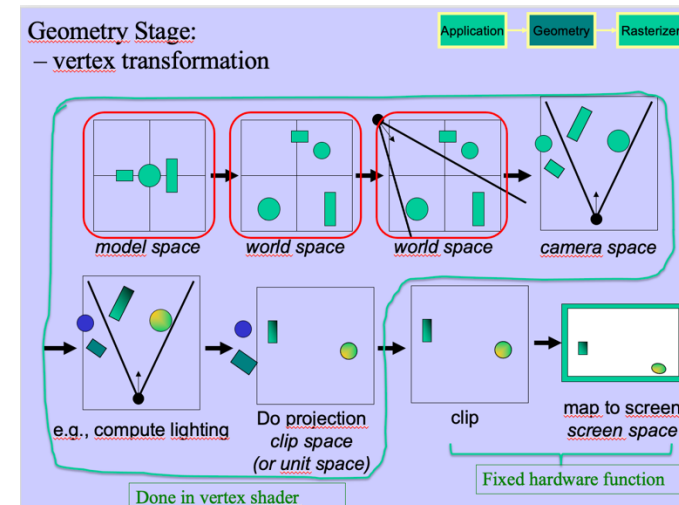 Geometry Stage:
– vertex transformation
Application
Geometry
Rasterizer
model space
world space
world space
camera space
e.g., compute lighting
Do projection
clip space
(or unit space)
clip
map to screen
screen space
Done in vertex shader
Fixed hardware function